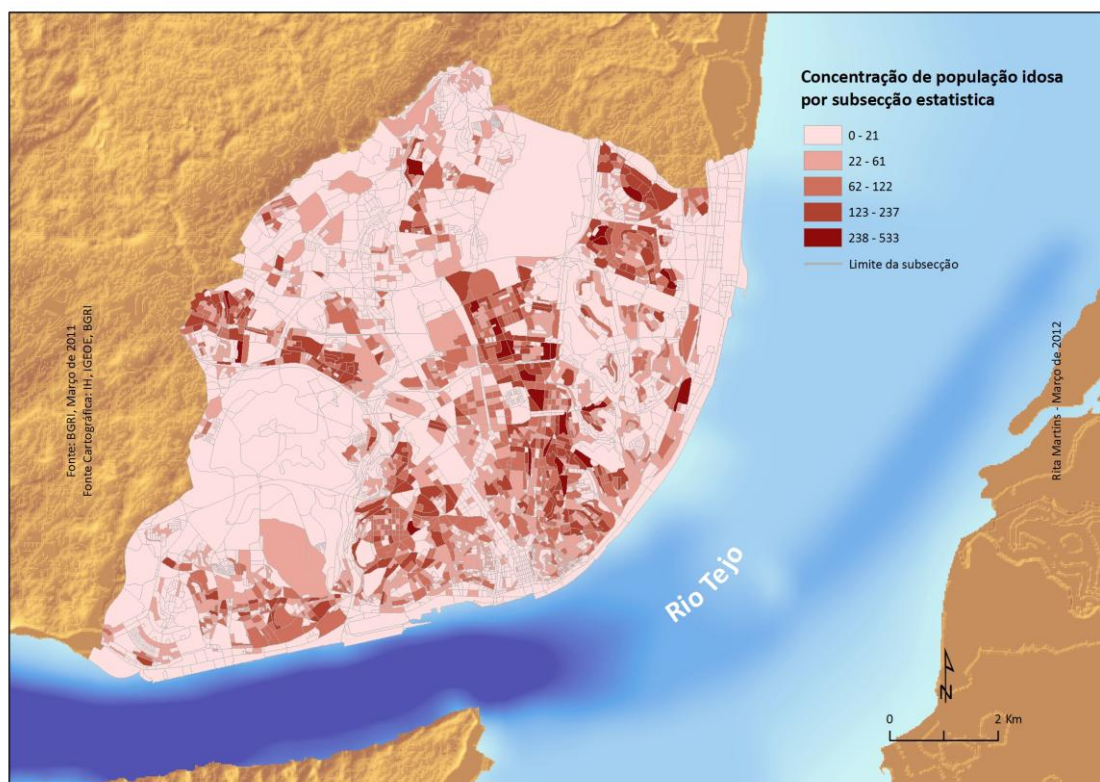 Concentração de população idosa
por subsecção estatistica
0 - 21
22 - 61
62 - 122
123 - 237
238 - 533
Limite da subsecção
Fonte: BGRI, Março de 2011
Fonte Cartográfica: IH, IGEOE, BGRI
Rita Martins - Março de 2012
Rio Tejo
N
0 2 Km